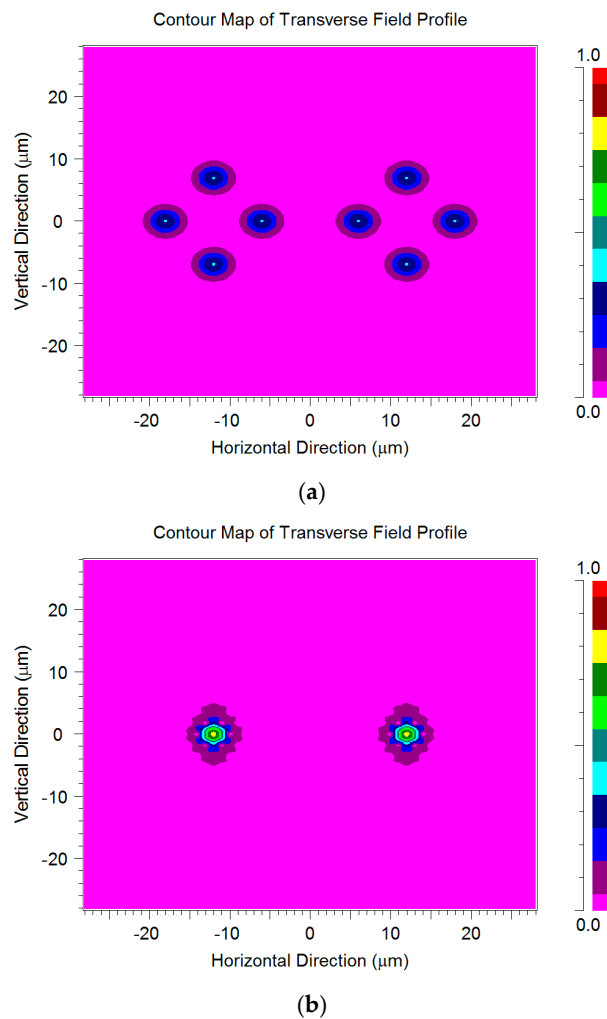 Contour Map of Transverse Field Profile
1.0
20
10
0
-10
-20
Vertical Direction (μm)
0.0
-20 -10 0 10 20
Horizontal Direction (μm)
(a)
Contour Map of Transverse Field Profile
1.0
20
10
0
-10
-20
Vertical Direction (μm)
0.0
-20 -10 0 10 20
Horizontal Direction (μm)
(b)